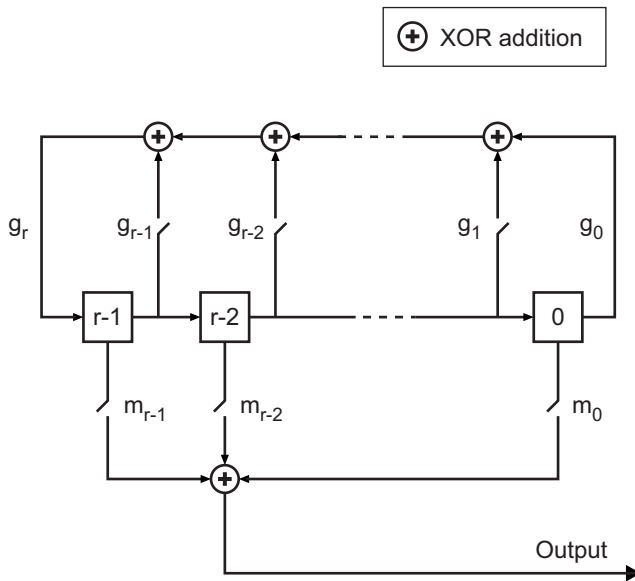 XOR addition
g_r g_{r-1} g_{r-2} g_1 g_0
r-1 r-2 0
m_{r-1} m_{r-2} m_0
Output